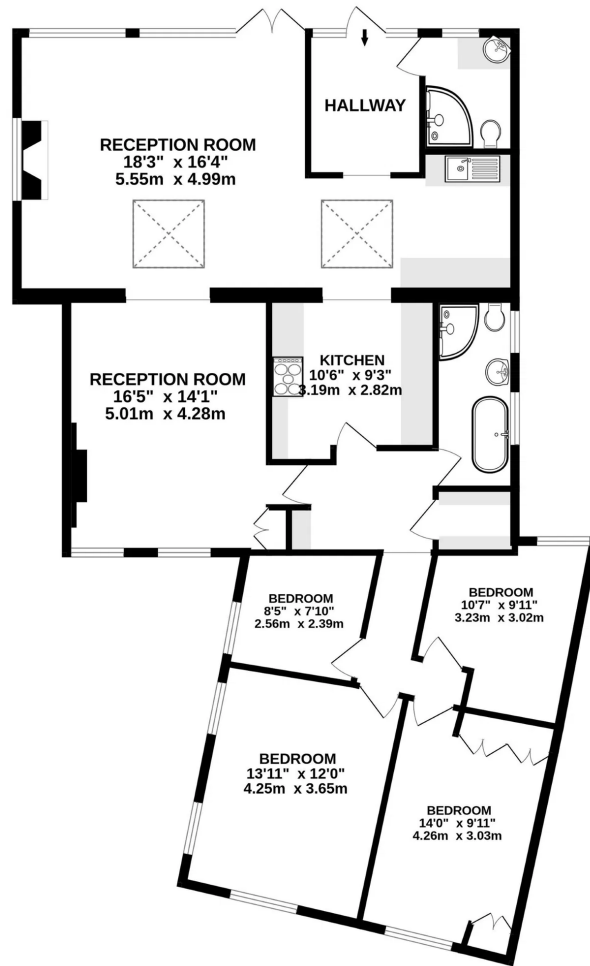 HALLWAY
RECEPTION ROOM
18'3" x 16'4"
5.55m x 4.99m
RECEPTION ROOM
16'5" x 14'1"
5.01m x 4.28m
KITCHEN
10'6" x 9'3"
3.19m x 2.82m
BEDROOM
8'5" x 7'10"
2.56m x 2.39m
BEDROOM
10'7" x 9'11"
3.23m x 3.02m
BEDROOM
13'11" x 12'0"
4.25m x 3.65m
BEDROOM
14'0" x 9'11"
4.26m x 3.03m